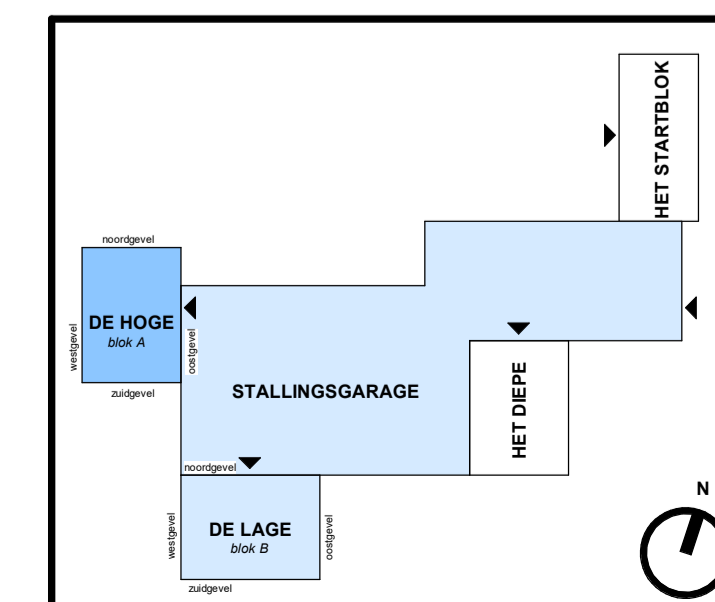 HET STARTBLOK
noordgevel
DE HOGE
blok A
westgevel
oostgevel
zuidgevel
STALLINGSGARAGE
HET DIEPE
noordgevel
westgevel
DE LAGE
blok B
oostgevel
zuidgevel
N